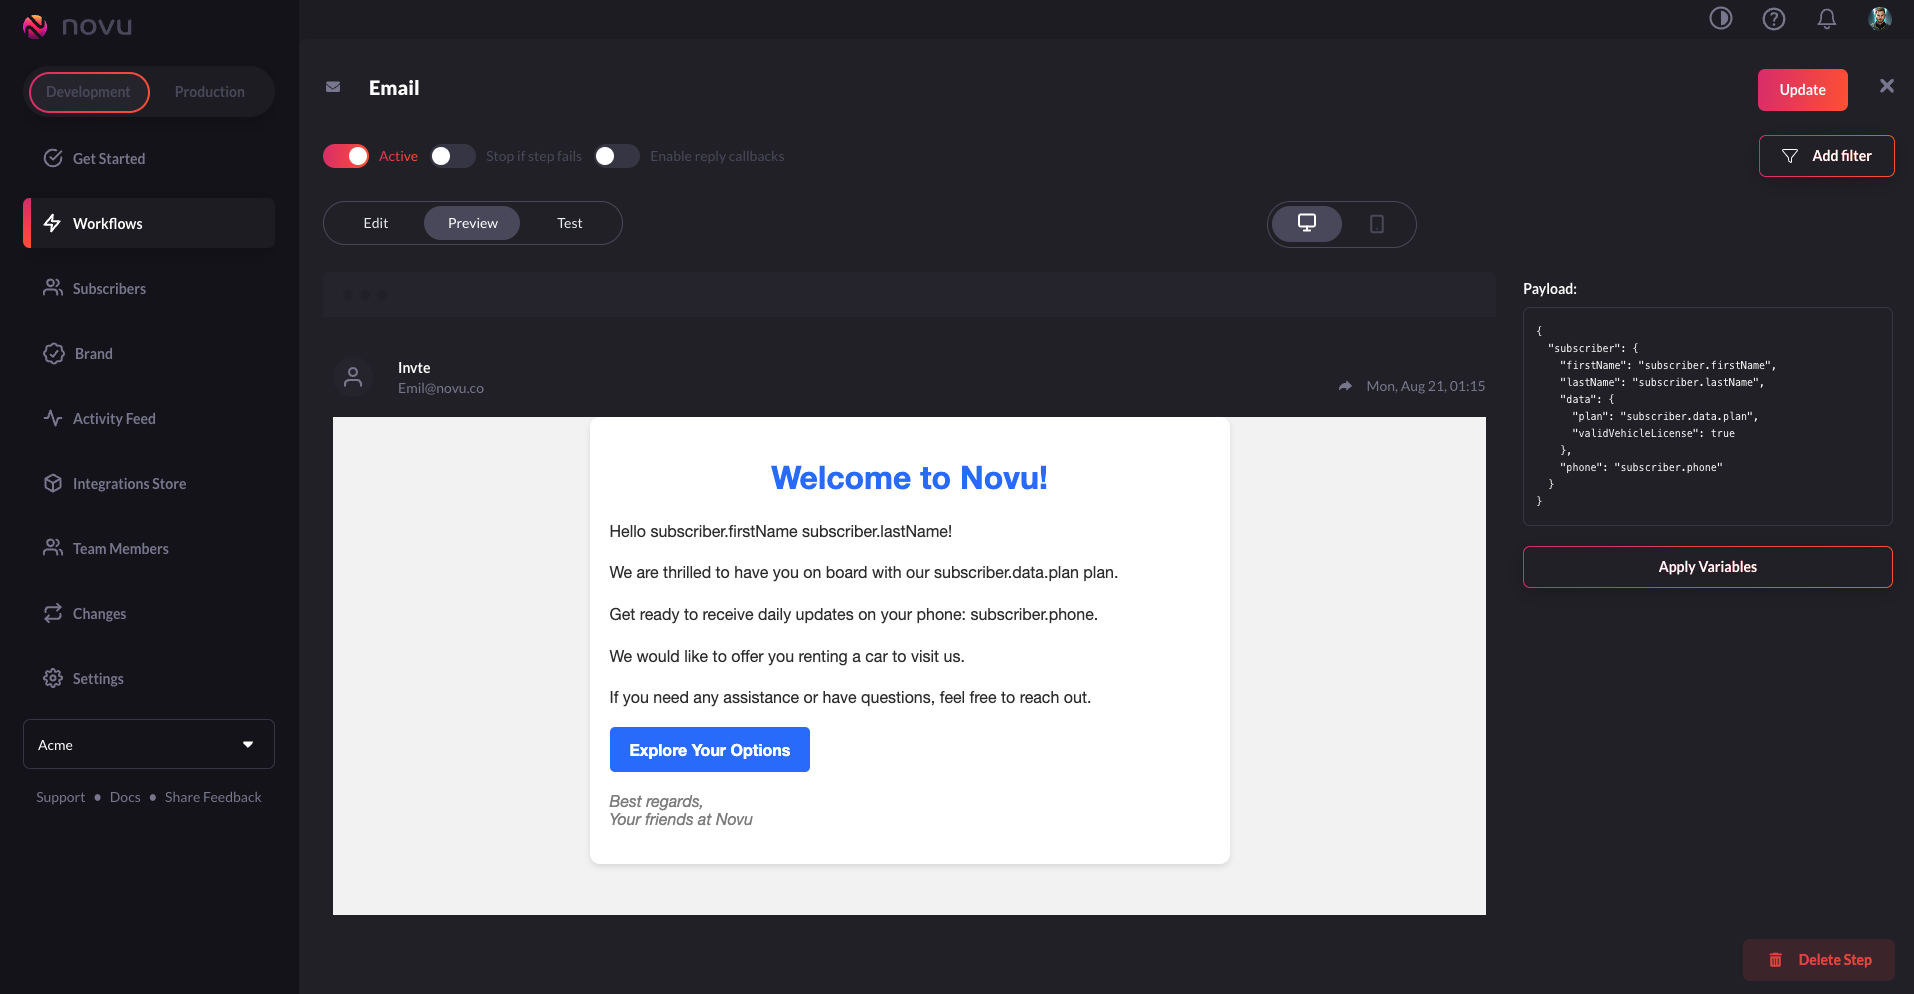 novu
Development Production
Get Started
Workflows
Subscribers
Brand
Activity Feed
Integrations Store
Team Members
Changes
Settings
Acme
Support • Docs • Share Feedback
Email
Update
Active Stop if step fails Enable reply callbacks
Add filter
Edit Preview Test
Invte
Emil@novu.co
Mon, Aug 21, 01:15
Welcome to Novu!
Hello subscriber.firstName subscriber.lastName!
We are thrilled to have you on board with our subscriber.data.plan plan.
Get ready to receive daily updates on your phone: subscriber.phone.
We would like to offer you renting a car to visit us.
If you need any assistance or have questions, feel free to reach out.
Explore Your Options
Best regards,
Your friends at Novu
Payload:
{
"subscriber": {
"firstName": "subscriber.firstName",
"lastName": "subscriber.lastName",
"data": {
"plan": "subscriber.data.plan",
"validVehicleLicense": true
},
"phone": "subscriber.phone"
}
}
Apply Variables
Delete Step